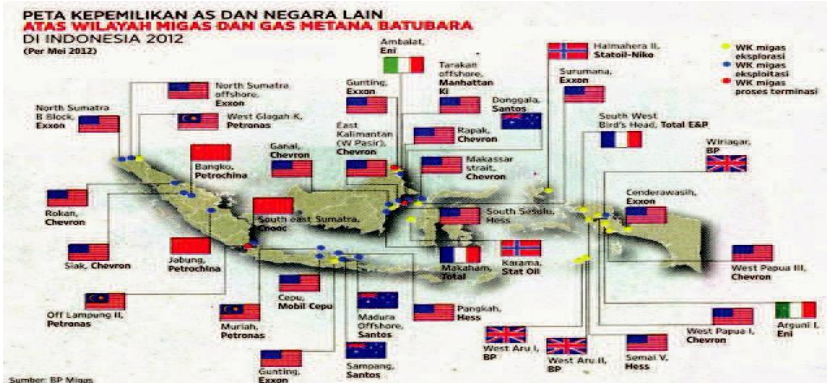 PETA KEPEMILIKAN AS DAN NEGARA LAIN
ATAS WILAYAH MIGAS DAN GAS METANA BATUBARA
DI INDONESIA 2012
(Per Mei 2012)
Ambalat,
Eni
Halmahera II,
Statoil-Niko
WK migas
eksplorasi
WK migas
eksploitasi
WK migas
proses terminasi
North Sumatra
offshore,
Exxon
Gunting,
Exxon
Tarakan
offshore,
Manhattan
Ki
Surumana,
Exxon
North Sumatra
B Block,
Exxon
West Glagah K,
Petronas
Donggala,
Santos
South West
Bird's Head, Total E&P
Bangko,
Petrochina
Ganal,
Chevron
East
Kalimantan
(W Pasir),
Chevron
Rapak,
Chevron
Makassar
strait,
Chevron
Wiriagar,
BP
Rokan,
Chevron
South east Sumatra,
Cnooc
South Sesulu,
Hess
Cenderawasih,
Exxon
Siak, Chevron
Jabung,
Petrochina
Makaham,
Total
Karama,
Stat Oil
West Papua III,
Chevron
Off Lampung II,
Petronas
Muriah,
Petronas
Cepu,
Mobil Cepu
Madura
Offshore,
Santos
Pangkah,
Hess
West Aru I,
BP
West Aru II,
BP
Semai V,
Hess
West Papua I,
Chevron
Arguni I,
Eni
Gunting,
Exxon
Sampang,
Santos
Sumber: BP Migas